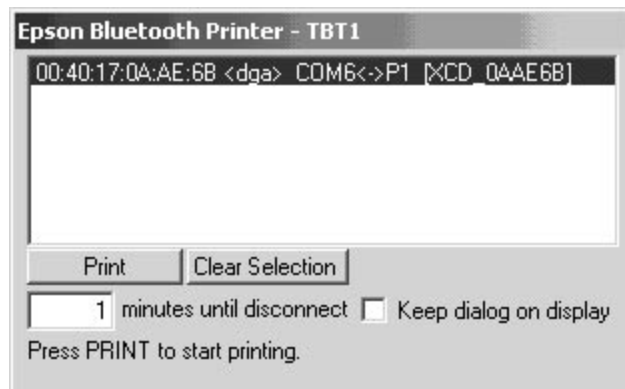 Epson Bluetooth Printer - TBT1
00:40:17:0A:AE:6B <dga> COM6<->P1 [XCD_0AAE6B]
Print Clear Selection
1 minutes until disconnect Keep dialog on display
Press PRINT to start printing.